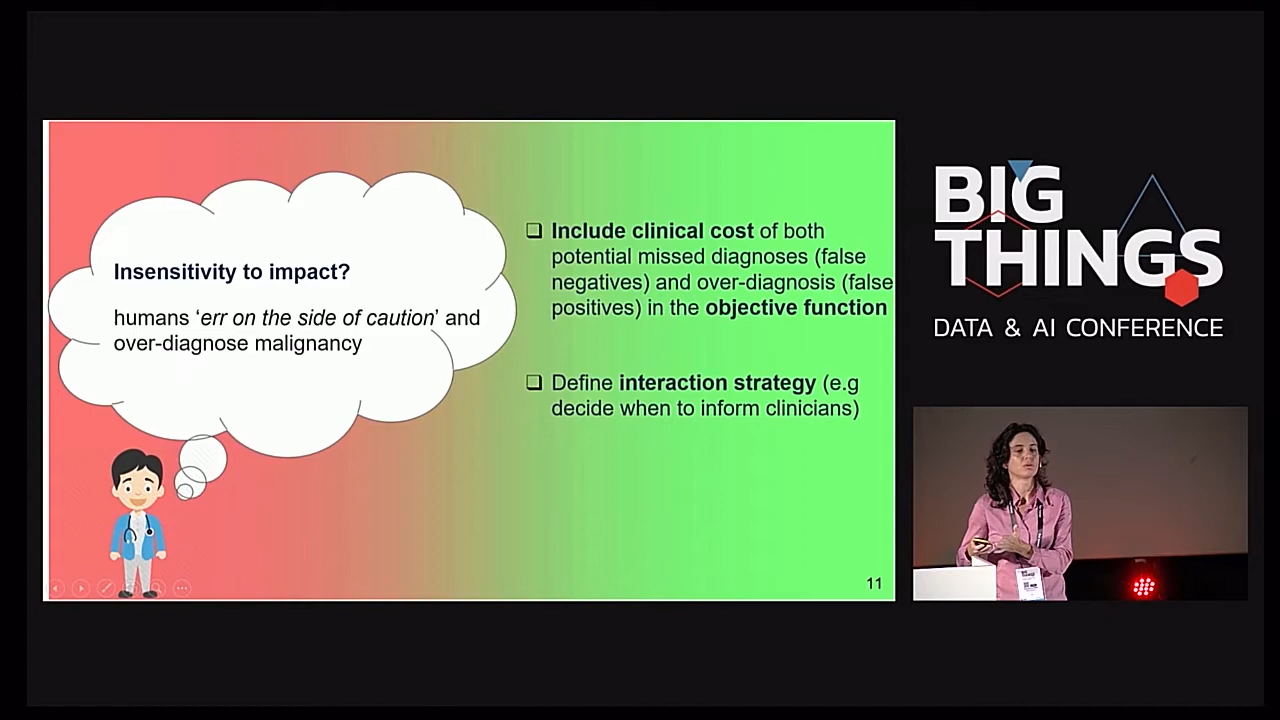 Insensitivity to impact?
humans ‘err on the side of caution’ and
over-diagnose malignancy
❑ Include clinical cost of both
potential missed diagnoses (false
negatives) and over-diagnosis (false
positives) in the objective function
❑ Define interaction strategy (e.g
decide when to inform clinicians)
11
BIG
THINGS
DATA & AI CONFERENCE
BIG
THINGS